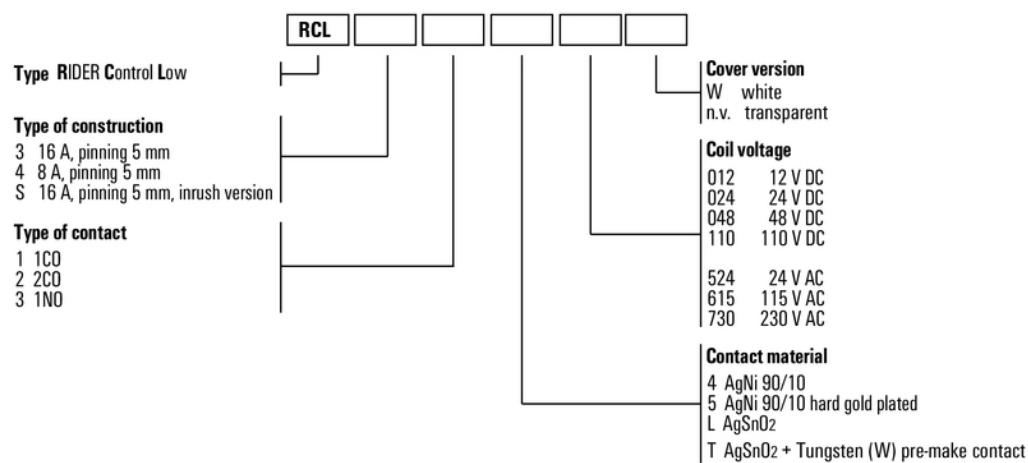 RCL
Type RIDER Control Low
Type of construction
3 16 A, pinning 5 mm
4 8 A, pinning 5 mm
S 16 A, pinning 5 mm, inrush version
Type of contact
1 1CO
2 2CO
3 1NO
Cover version
W white
n.v. transparent
Coil voltage
012 12 V DC
024 24 V DC
048 48 V DC
110 110 V DC
524 24 V AC
615 115 V AC
730 230 V AC
Contact material
4 AgNi 90/10
5 AgNi 90/10 hard gold plated
L AgSnO2
T AgSnO2 + Tungsten (W) pre-make contact